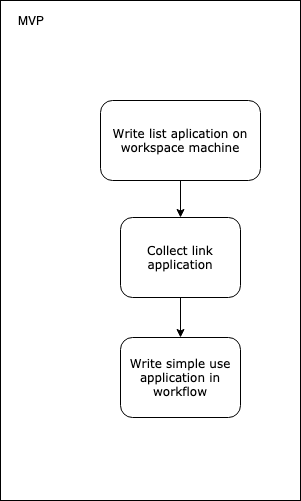 MVP
Write list aplication on
workspace machine
Collect link
application
Write simple use
application in
workflow